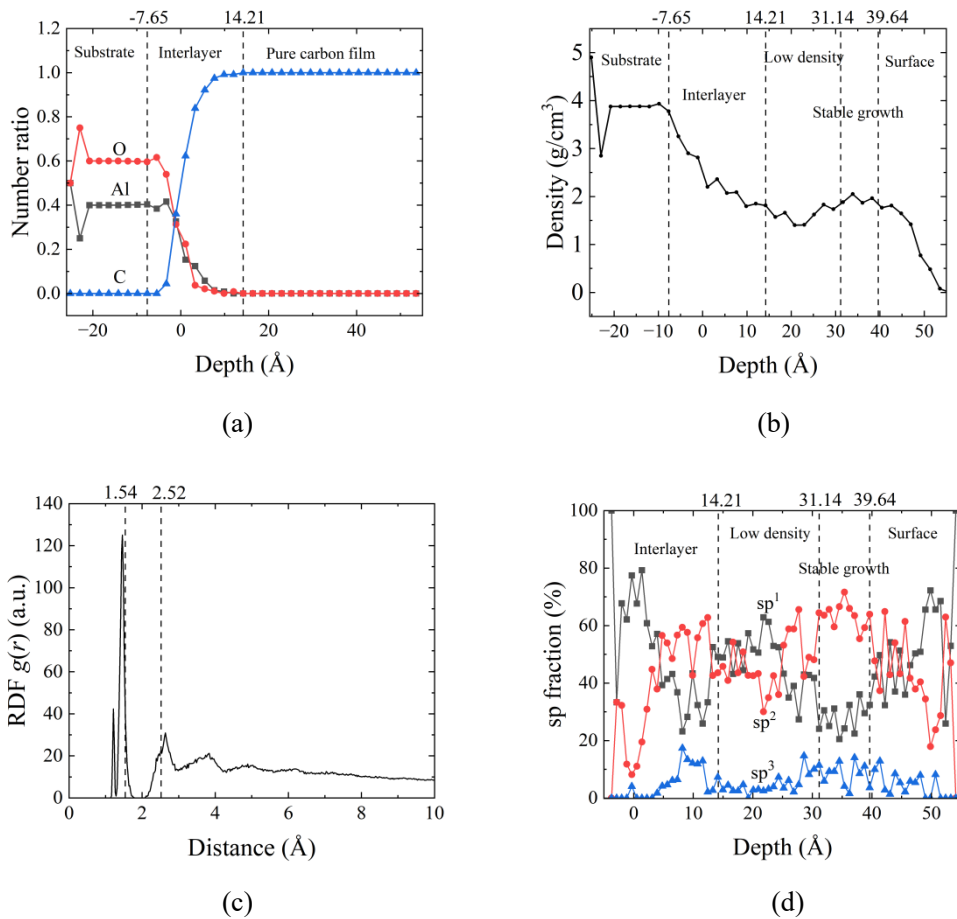 -7.65 14.21
1.2
1.0
0.8
0.6
0.4
0.2
0.0
Number ratio
Substrate Interlayer Pure carbon film
O
Al
C
−20 0 20 40
Depth (Å)
(a)
-7.65 14.21 31.14 39.64
5
4
3
2
1
0
Density (g/cm3)
Substrate Interlayer Low density Stable growth Surface
−20 −10 0 10 20 30 40 50
Depth (Å)
(b)
1.54 2.52
140
120
100
80
60
40
20
0
RDF g(r) (a.u.)
0 2 4 6 8 10
Distance (Å)
(c)
14.21 31.14 39.64
100
80
60
40
20
0
sp fraction (%)
Interlayer Low density Stable growth Surface
sp1
sp2
sp3
0 10 20 30 40 50
Depth (Å)
(d)